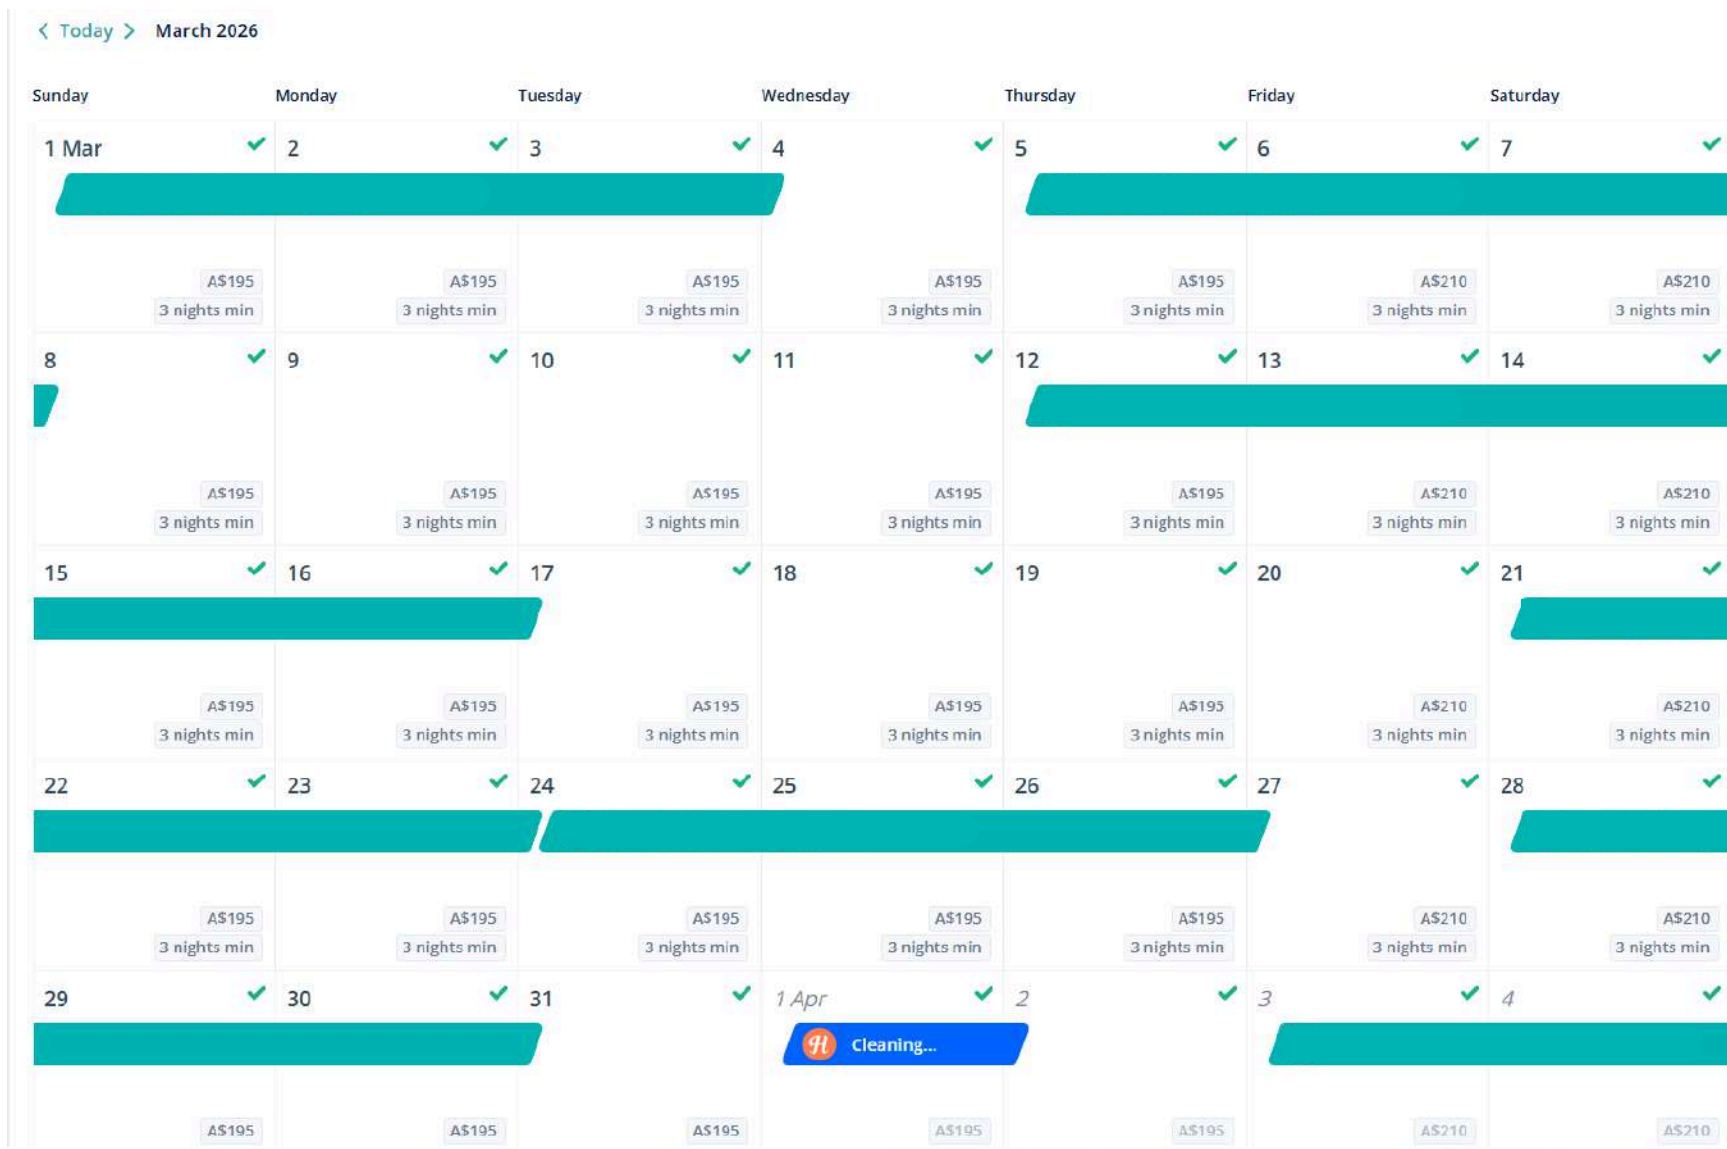 Today March 2026
Sunday Monday Tuesday Wednesday Thursday Friday Saturday
1 Mar 2 3 4 5 6 7
A$195 A$195 A$195 A$195 A$195 A$210 A$210
3 nights min 3 nights min 3 nights min 3 nights min 3 nights min 3 nights min 3 nights min
8 9 10 11 12 13 14
A$195 A$195 A$195 A$195 A$195 A$210 A$210
3 nights min 3 nights min 3 nights min 3 nights min 3 nights min 3 nights min 3 nights min
15 16 17 18 19 20 21
A$195 A$195 A$195 A$195 A$195 A$210 A$210
3 nights min 3 nights min 3 nights min 3 nights min 3 nights min 3 nights min 3 nights min
22 23 24 25 26 27 28
A$195 A$195 A$195 A$195 A$195 A$210 A$210
3 nights min 3 nights min 3 nights min 3 nights min 3 nights min 3 nights min 3 nights min
29 30 31 1 Apr 2 3 4
H Cleaning...
A$195 A$195 A$195 A$195 A$195 A$210 A$210